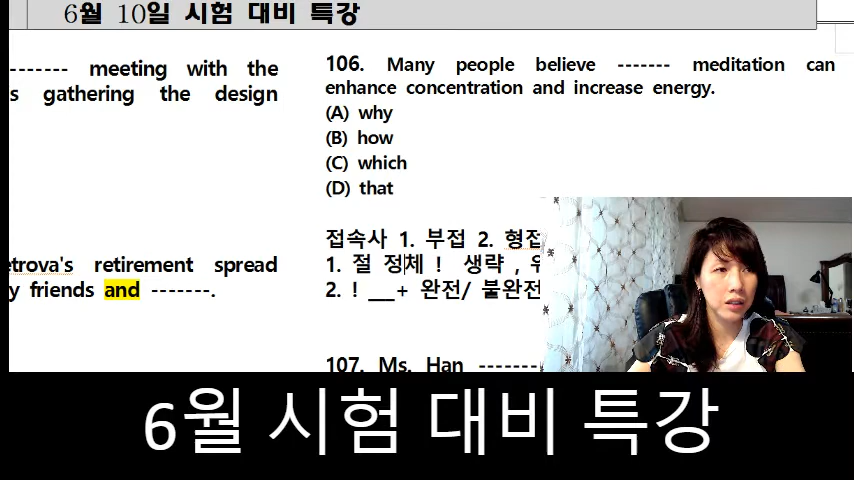 6월 10일 시험 대비 특강
------- meeting with the
s gathering the design
etrova's retirement spread
y friends and -------.
106. Many people believe ------- meditation can
enhance concentration and increase energy.
(A) why
(B) how
(C) which
(D) that
접속사 1. 부접 2. 형접
1. 절 정체 ! 생략 , 
2. ! ___+ 완전/ 불완전
107. Ms. Han -------
6월 시험 대비 특강